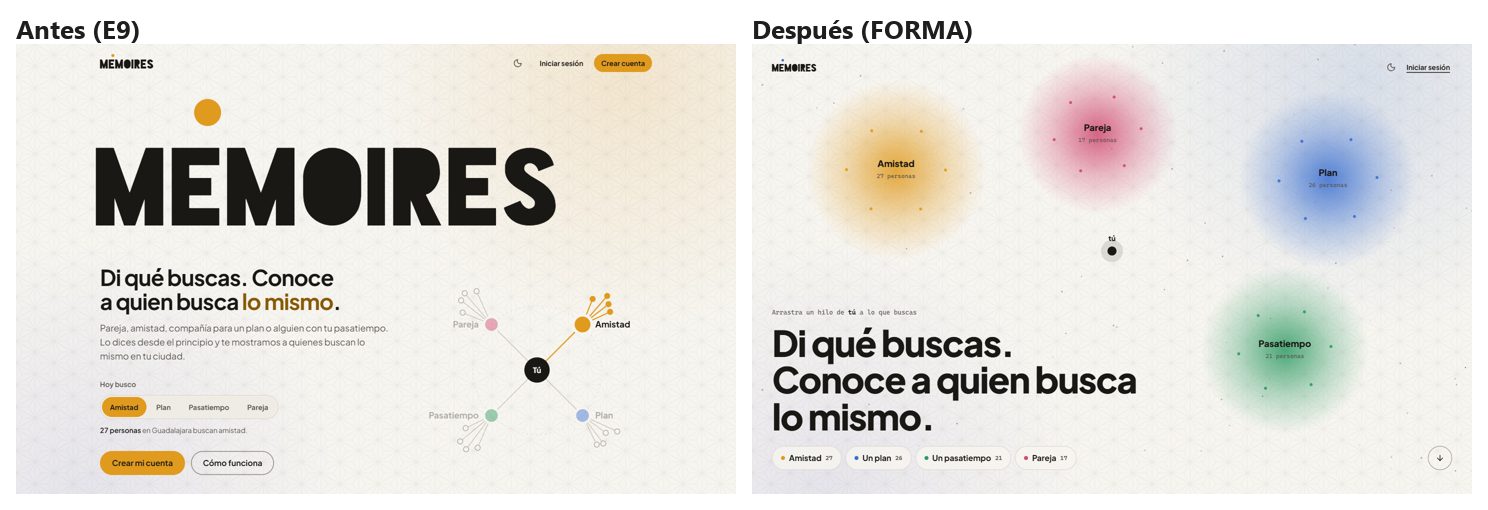 Antes (E9)
MEMOIRES
Iniciar sesión
Crear cuenta
MEMOIRES
Di qué buscas. Conoce
a quien busca lo mismo.
Pareja, amistad, compañía para un plan o alguien con tu pasatiempo.
Lo dices desde el principio y te mostramos a quienes buscan lo
mismo en tu ciudad.
Hoy busco
Amistad
Plan
Pasatiempo
Pareja
27 personas en Guadalajara buscan amistad.
Crear mi cuenta
Cómo funciona
Pareja
Amistad
Tú
Pasatiempo
Plan
Después (FORMA)
MEMOIRES
Iniciar sesión
Pareja
17 personas
Amistad
27 personas
Plan
26 personas
tú
Pasatiempo
21 personas
Arrastra un hilo de tú a lo que buscas
Di qué buscas.
Conoce a quien busca
lo mismo.
Amistad 27
Un plan 26
Un pasatiempo 21
Pareja 17